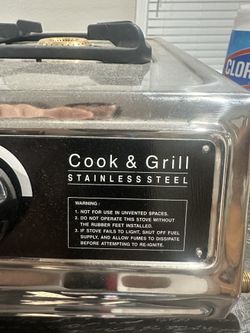 CLOR
Cook & Grill
STAINLESS STEEL
WARNING :
1. NOT FOR USE IN UNVENTED SPACES.
2. DO NOT OPERATE THIS STOVE WITHOUT
THE RUBBER FEET INSTALLED.
3. IF STOVE FAILS TO LIGHT, SHUT OFF FUEL
SUPPLY, AND ALLOW FUMES TO DISSIPATE
BEFORE ATTEMPTING TO RE-IGNITE.